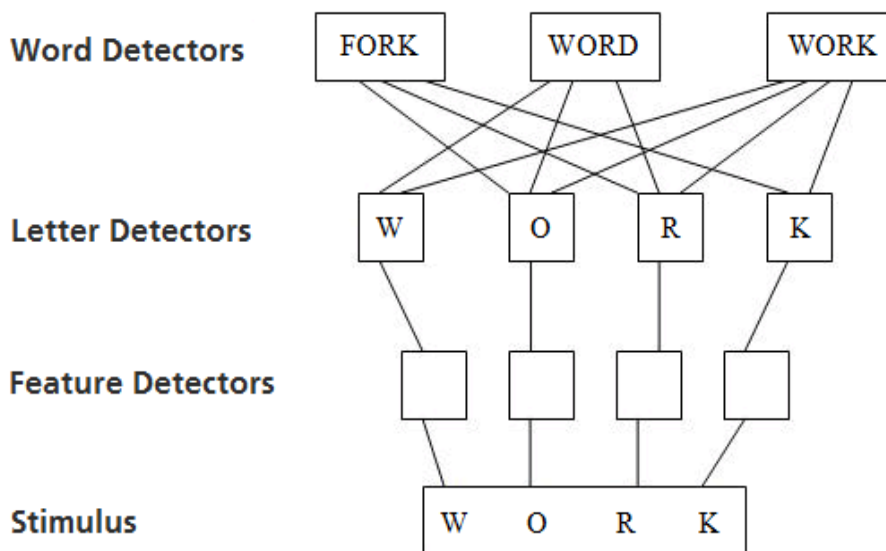 Word Detectors FORK WORD WORK
Letter Detectors W O R K
Feature Detectors
Stimulus W O R K